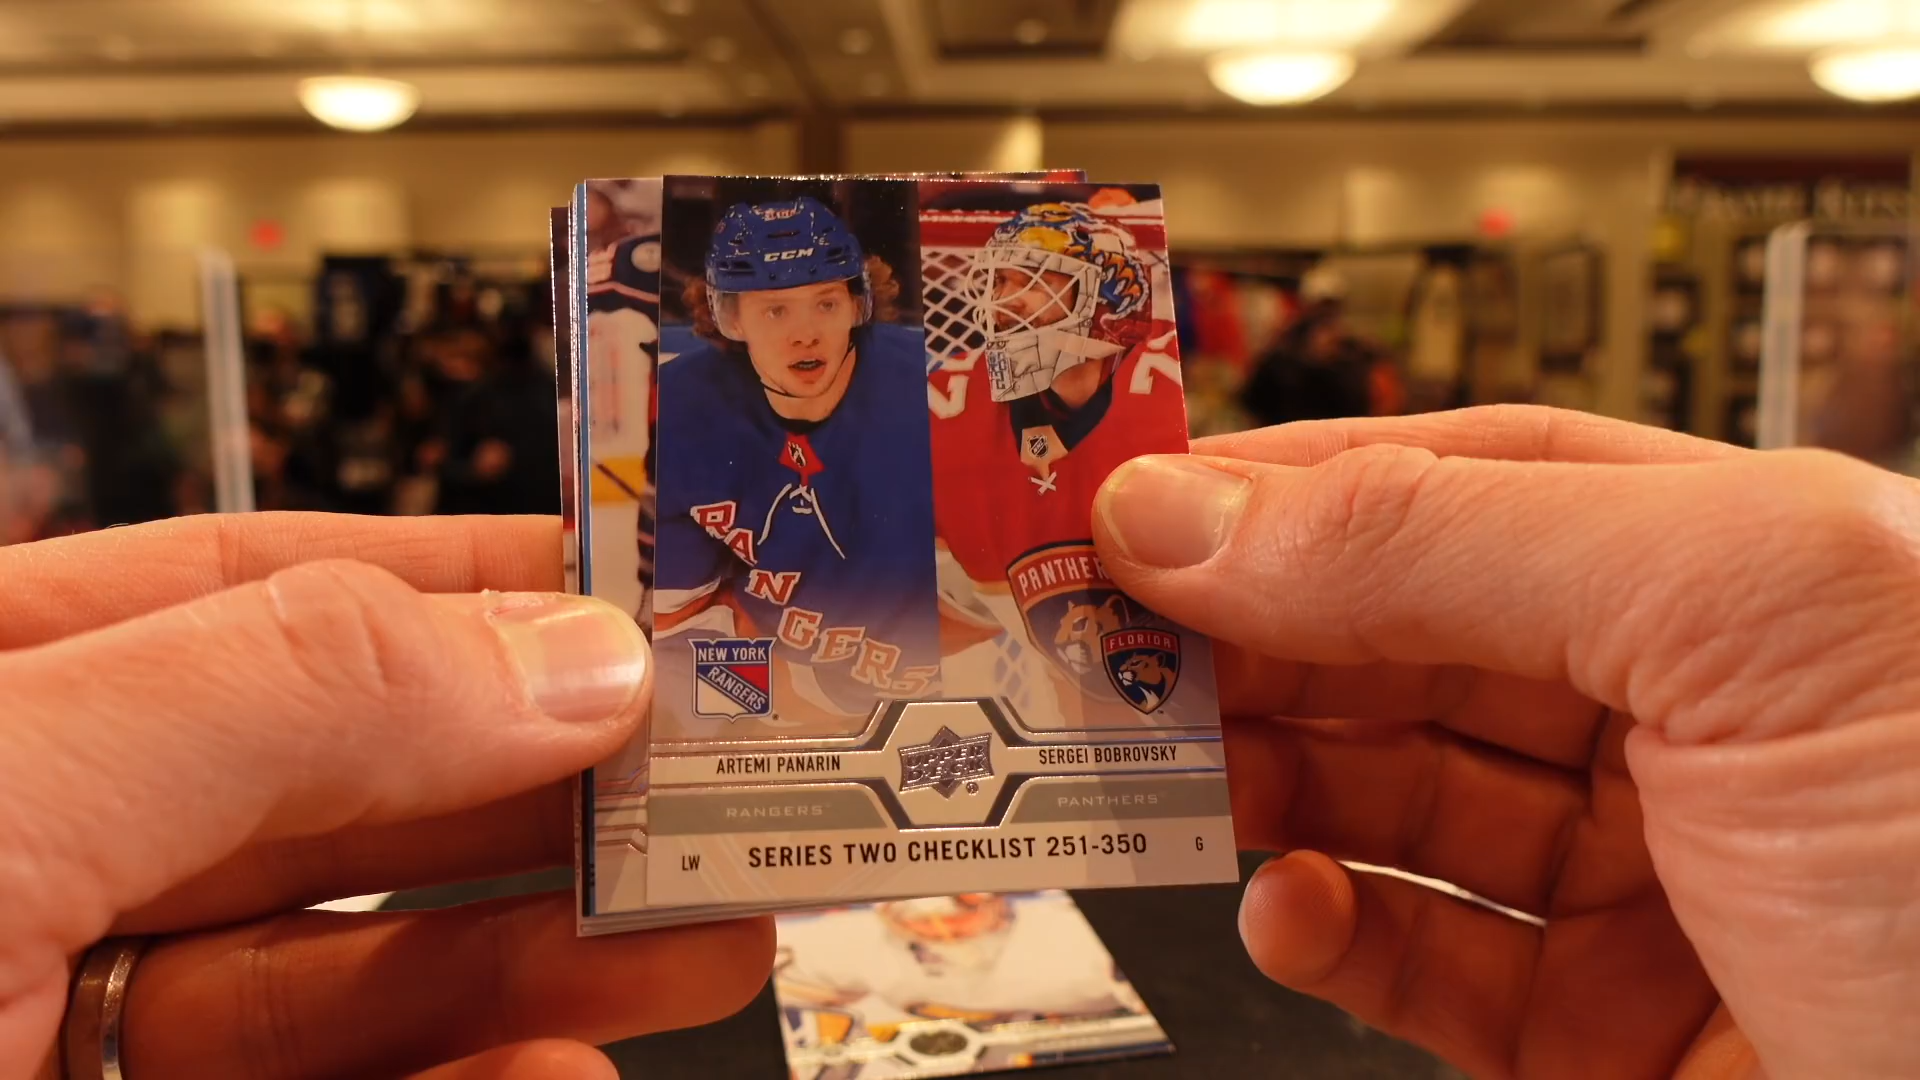 CCM
RANGERS
PANTHER
NEW YORK
RANGERS
FLORIDA
UPPER
DECK
ARTEMI PANARIN
SERGEI BOBROVSKY
RANGERS
PANTHERS
LW
SERIES TWO CHECKLIST 251-350
G